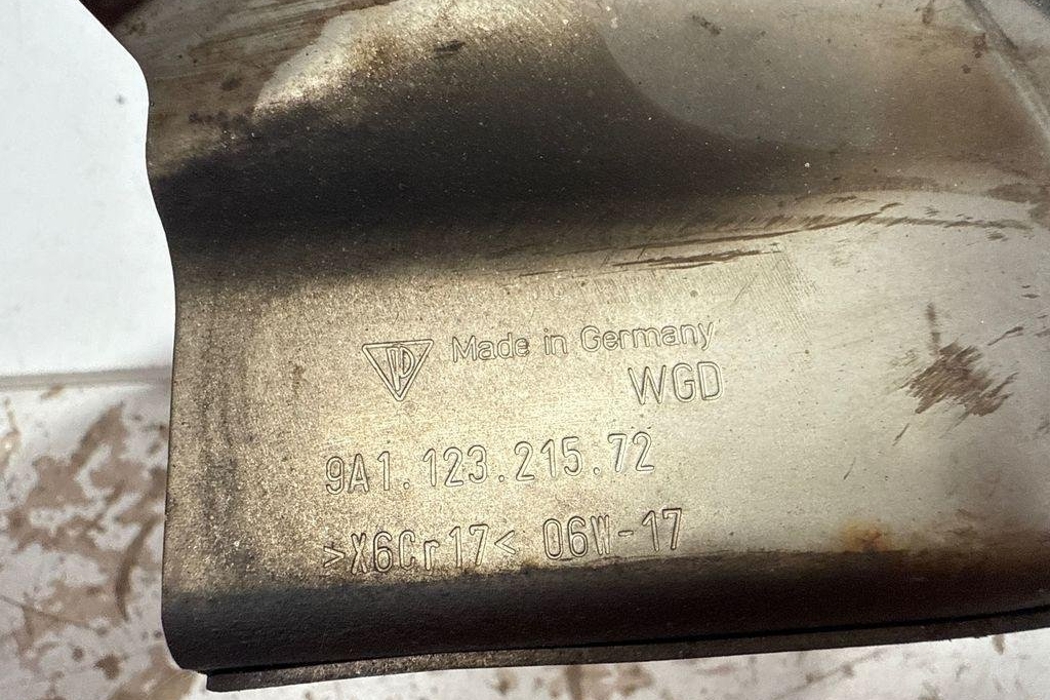 Made in Germany
WGD
9A1.123.215.72
>X6Cr17< 06W-17